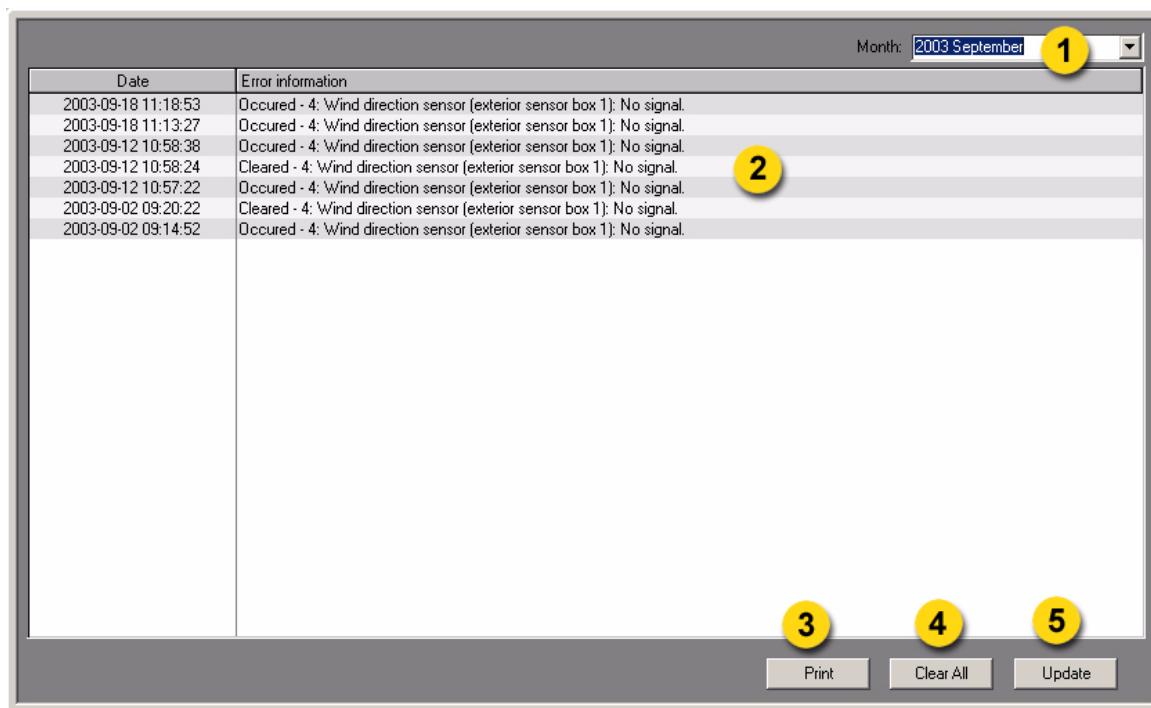 Month: 2003 September 1
Date Error information
2003-09-18 11:18:53 Occured - 4: Wind direction sensor (exterior sensor box 1): No signal.
2003-09-18 11:13:27 Occured - 4: Wind direction sensor (exterior sensor box 1): No signal.
2003-09-12 10:58:38 Occured - 4: Wind direction sensor (exterior sensor box 1): No signal.
2003-09-12 10:58:24 Cleared - 4: Wind direction sensor (exterior sensor box 1): No signal.
2
2003-09-12 10:57:22 Occured - 4: Wind direction sensor (exterior sensor box 1): No signal.
2003-09-02 09:20:22 Cleared - 4: Wind direction sensor (exterior sensor box 1): No signal.
2003-09-02 09:14:52 Occured - 4: Wind direction sensor (exterior sensor box 1): No signal.
3 4 5
Print Clear All Update